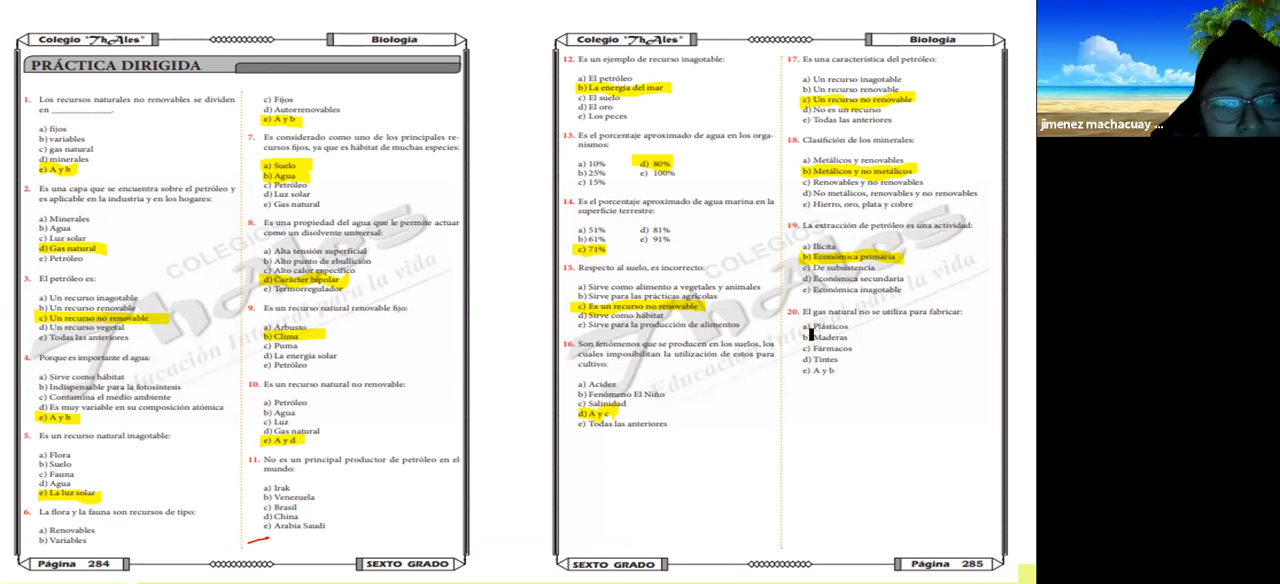 Colegio "ThAles"
Biología
PRÁCTICA DIRIGIDA
1. Los recursos naturales no renovables se dividen
en ____________.
a) fijos
b) variables
c) gas natural
d) minerales
e) A y b
2. Es una capa que se encuentra sobre el petróleo y
es aplicable en la industria y en los hogares:
a) Minerales
b) Agua
c) Luz solar
d) Gas natural
e) Petróleo
3. El petróleo es:
a) Un recurso inagotable
b) Un recurso renovable
c) Un recurso no renovable
d) Un recurso vegetal
e) Todas las anteriores
4. Porque es importante el agua:
a) Sirve como hábitat
b) Indispensable para la fotosíntesis
c) Contamina el medio ambiente
d) Es muy variable en su composición atómica
e) A y b
5. Es un recurso natural inagotable:
a) Flora
b) Suelo
c) Fauna
d) Agua
e) La luz solar
6. La flora y la fauna son recursos de tipo:
a) Renovables
b) Variables
c) Fijos
d) Autorrenovables
e) A y b
7. Es considerado como uno de los principales re-
cursos fijos, ya que es hábitat de muchas especies:
a) Suelo
b) Agua
c) Petróleo
d) Luz solar
e) Gas natural
8. Es una propiedad del agua que le permite actuar
como un disolvente universal:
a) Alta tensión superficial
b) Alto punto de ebullición
c) Alto calor específico
d) Carácter bipolar
e) Termorregulador
9. Es un recurso natural renovable fijo:
a) Arbusto
b) Clima
c) Puma
d) La energía solar
e) Petróleo
10. Es un recurso natural no renovable:
a) Petróleo
b) Agua
c) Luz
d) Gas natural
e) A y d
11. No es un principal productor de petróleo en el
mundo:
a) Irak
b) Venezuela
c) Brasil
d) China
e) Arabia Saudí
COLEGIOS
ThAles
Educación Integral para la vida
Página 284
SEXTO GRADO
Colegio "ThAles"
Biología
12. Es un ejemplo de recurso inagotable:
a) El petróleo
b) La energía del mar
c) El suelo
d) El oro
e) Los peces
13. Es el porcentaje aproximado de agua en los orga-
nismos:
a) 10% d) 80%
b) 25% e) 100%
c) 15%
14. Es el porcentaje aproximado de agua marina en la
superficie terrestre:
a) 51% d) 81%
b) 61% e) 91%
c) 71%
15. Respecto al suelo, es incorrecto:
a) Sirve como alimento a vegetales y animales
b) Sirve para las prácticas agrícolas
c) Es un recurso no renovable
d) Sirve como hábitat
e) Sirve para la producción de alimentos
16. Son fenómenos que se producen en los suelos, los
cuales imposibilitan la utilización de estos para
cultivo:
a) Acidez
b) Fenómeno El Niño
c) Salinidad
d) A y c
e) Todas las anteriores
17. Es una característica del petróleo:
a) Un recurso inagotable
b) Un recurso renovable
c) Un recurso no renovable
d) No es un recurso
e) Todas las anteriores
18. Clasifición de los minerales:
a) Metálicos y renovables
b) Metálicos y no metálicos
c) Renovables y no renovables
d) No metálicos, renovables y no renovables
e) Hierro, oro, plata y cobre
19. La extracción de petróleo es una actividad:
a) Ilícita
b) Económica primaria
c) De subsistencia
d) Económica secundaria
e) Económica inagotable
20. El gas natural no se utiliza para fabricar:
a) Plásticos
b) Maderas
c) Fármacos
d) Tintes
e) A y b
COLEGIOS
ThAles
Educación Integral para la vida
SEXTO GRADO
Página 285
jimenez machacuay ...